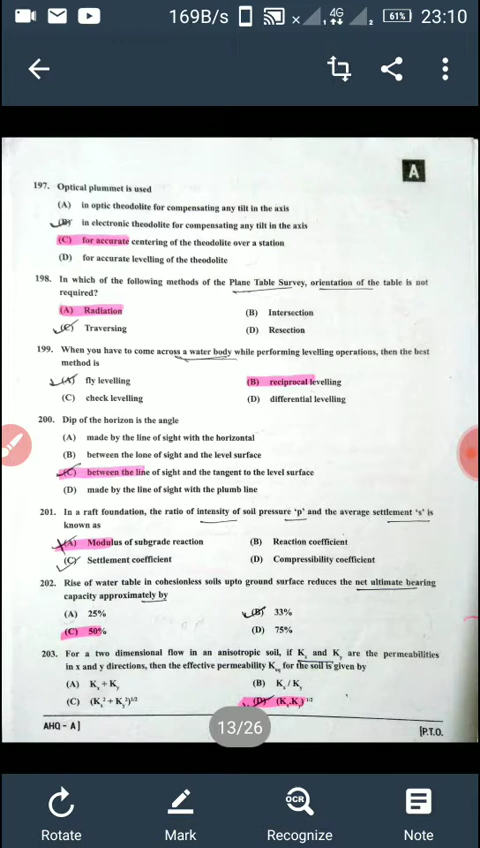 169B/s 4G 1 2 61% 23:10
A
197. Optical plummet is used
(A) in optic theodolite for compensating any tilt in the axis
(B) in electronic theodolite for compensating any tilt in the axis
(C) for accurate centering of the theodolite over a station
(D) for accurate levelling of the theodolite
198. In which of the following methods of the Plane Table Survey, orientation of the table is not
required?
(A) Radiation (B) Intersection
(C) Traversing (D) Resection
199. When you have to come across a water body while performing levelling operations, then the best
method is
(A) fly levelling (B) reciprocal levelling
(C) check levelling (D) differential levelling
200. Dip of the horizon is the angle
(A) made by the line of sight with the horizontal
(B) between the lone of sight and the level surface
(C) between the line of sight and the tangent to the level surface
(D) made by the line of sight with the plumb line
201. In a raft foundation, the ratio of intensity of soil pressure 'p' and the average settlement 's' is
known as
(A) Modulus of subgrade reaction (B) Reaction coefficient
(C) Settlement coefficient (D) Compressibility coefficient
202. Rise of water table in cohesionless soils upto ground surface reduces the net ultimate bearing
capacity approximately by
(A) 25% (B) 33%
(C) 50% (D) 75%
203. For a two dimensional flow in an anisotropic soil, if Kx and Ky are the permeabilities
in x and y directions, then the effective permeability Keq for the soil is given by
(A) Kx + Ky (B) Kx / Ky
(C) (Kx² + Ky²)^1/2 (D) (Kx.Ky)^1/2
AHQ - A] 13/26 [P.T.O.
OCR
Rotate Mark Recognize Note